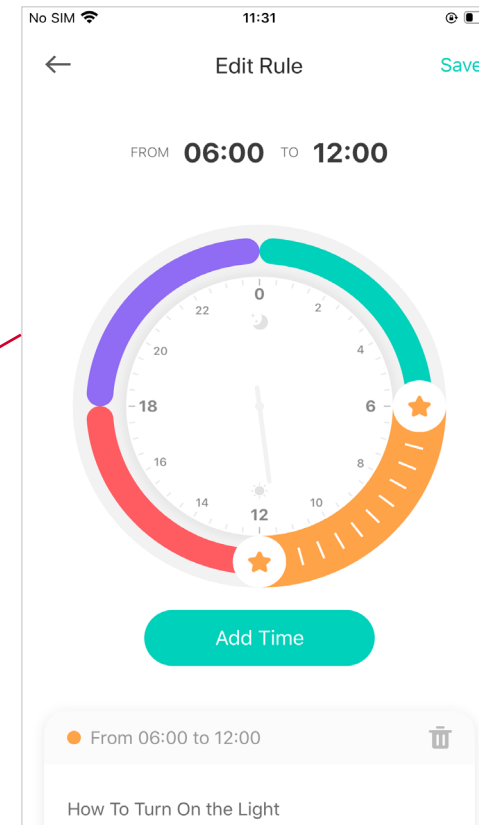 No SIM 11:31
Edit Rule Save
FROM 06:00 TO 12:00
0
22 2
20 4
18 6
16 8
14 10
12
Add Time
From 06:00 to 12:00
How To Turn On the Light